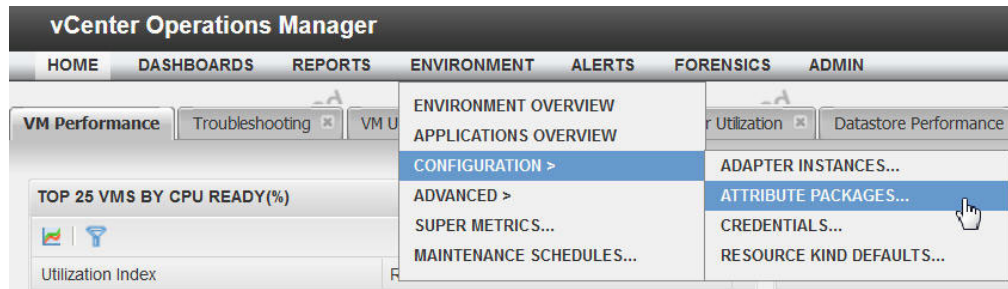 vCenter Operations Manager
HOME DASHBOARDS REPORTS ENVIRONMENT ALERTS FORENSICS ADMIN
VM Performance Troubleshooting VM U r Utilization Datastore Performance
ENVIRONMENT OVERVIEW
APPLICATIONS OVERVIEW
CONFIGURATION >
ADVANCED >
SUPER METRICS...
MAINTENANCE SCHEDULES...
ADAPTER INSTANCES...
ATTRIBUTE PACKAGES...
CREDENTIALS...
RESOURCE KIND DEFAULTS...
TOP 25 VMS BY CPU READY(%)
Utilization Index R